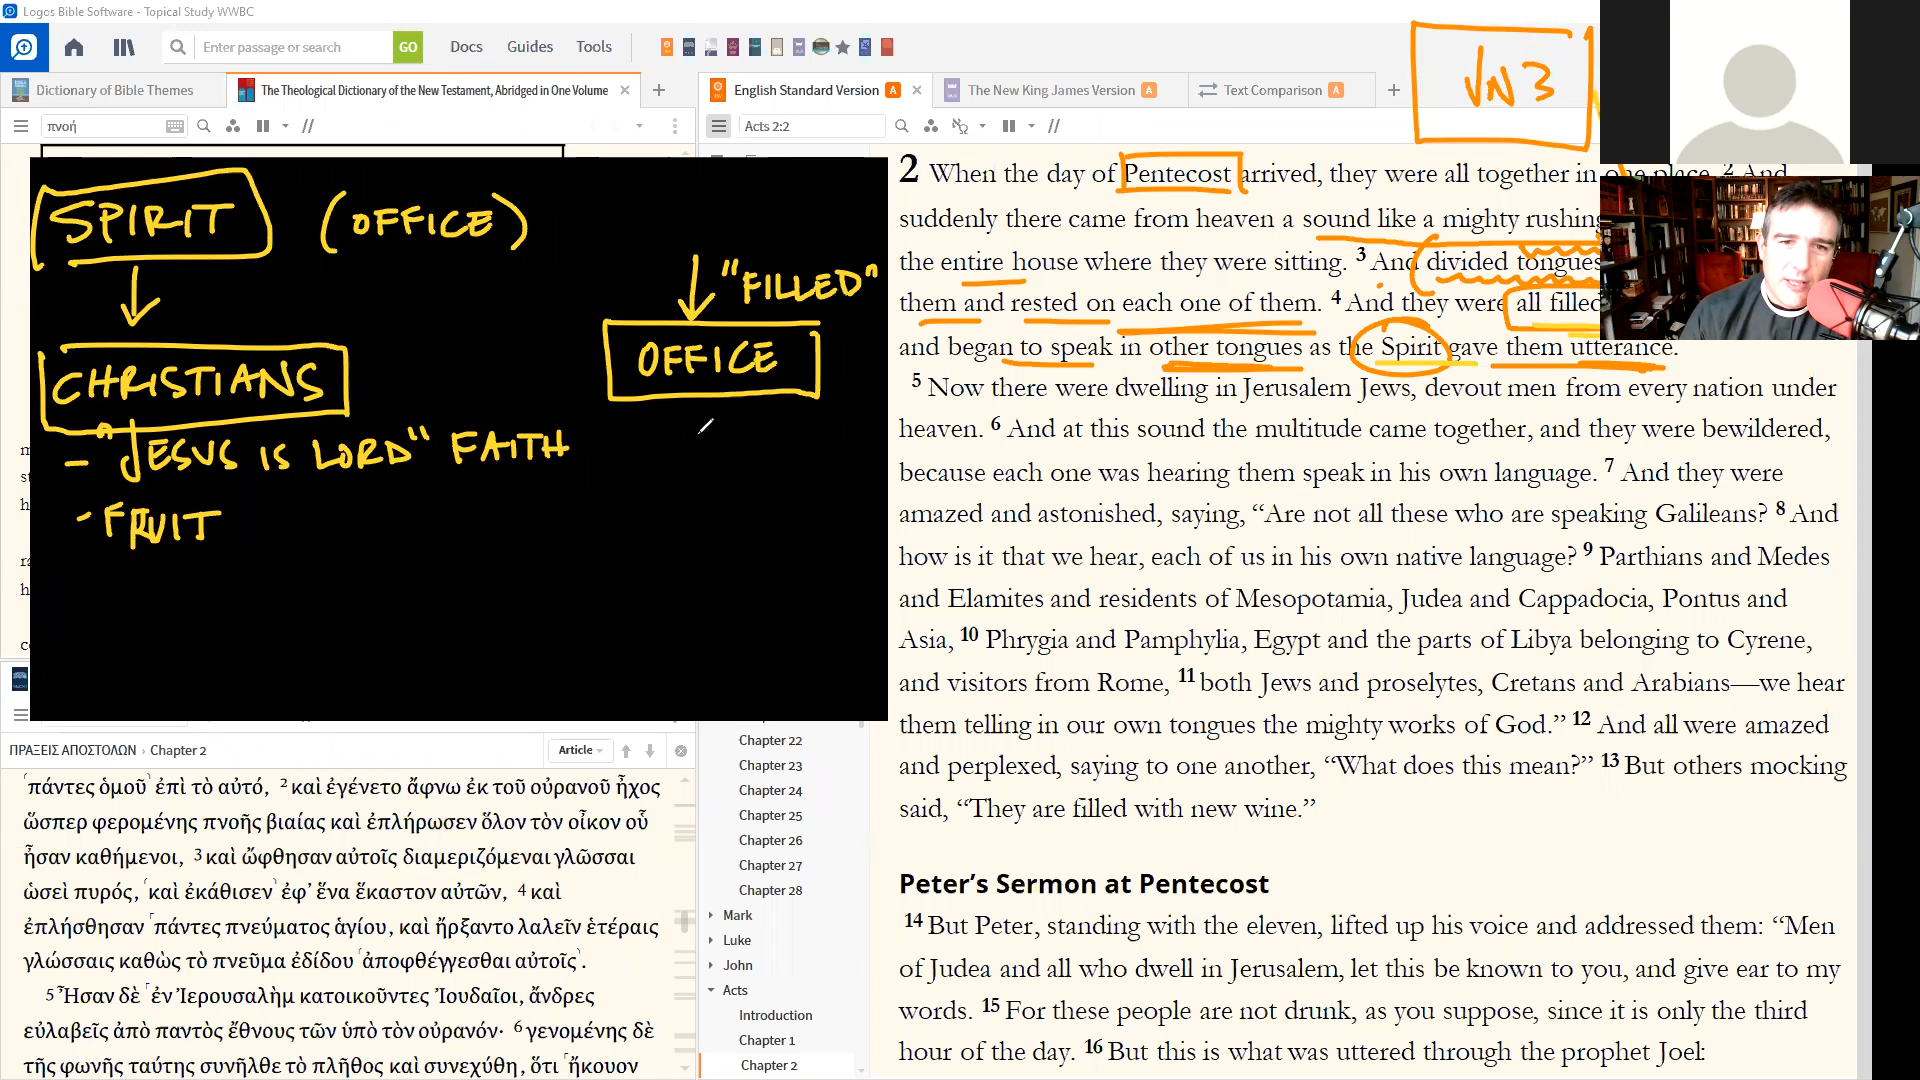 Logos Bible Software - Topical Study WWBC
Enter passage or search
GO
Docs
Guides
Tools
Dictionary of Bible Themes
The Theological Dictionary of the New Testament, Abridged in One Volume
English Standard Version
A
The New King James Version
A
Text Comparison
A
πνοή
Acts 2:2
JN 3
SPIRIT
(OFFICE)
"FILLED"
OFFICE
CHRISTIANS
- "JESUS IS LORD" FAITH
- FRUIT
2 When the day of Pentecost arrived, they were all together in one place. 2 And
suddenly there came from heaven a sound like a mighty rushing
the entire house where they were sitting. 3 And divided tongues
them and rested on each one of them. 4 And they were all filled
and began to speak in other tongues as the Spirit gave them utterance.
5 Now there were dwelling in Jerusalem Jews, devout men from every nation under
heaven. 6 And at this sound the multitude came together, and they were bewildered,
because each one was hearing them speak in his own language. 7 And they were
amazed and astonished, saying, “Are not all these who are speaking Galileans? 8 And
how is it that we hear, each of us in his own native language? 9 Parthians and Medes
and Elamites and residents of Mesopotamia, Judea and Cappadocia, Pontus and
Asia, 10 Phrygia and Pamphylia, Egypt and the parts of Libya belonging to Cyrene,
and visitors from Rome, 11 both Jews and proselytes, Cretans and Arabians—we hear
them telling in our own tongues the mighty works of God.” 12 And all were amazed
and perplexed, saying to one another, “What does this mean?” 13 But others mocking
said, “They are filled with new wine.”
Peter’s Sermon at Pentecost
14 But Peter, standing with the eleven, lifted up his voice and addressed them: “Men
of Judea and all who dwell in Jerusalem, let this be known to you, and give ear to my
words. 15 For these people are not drunk, as you suppose, since it is only the third
hour of the day. 16 But this is what was uttered through the prophet Joel:
Chapter 22
Chapter 23
Chapter 24
Chapter 25
Chapter 26
Chapter 27
Chapter 28
Mark
Luke
John
Acts
Introduction
Chapter 1
Chapter 2
ΠΡΑΞΕΙΣ ΑΠΟΣΤΟΛΩΝ › Chapter 2
Article
⸂πάντες ὁμοῦ⸃ ἐπὶ τὸ αὐτό, 2 καὶ ἐγένετο ἄφνω ἐκ τοῦ οὐρανοῦ ἦχος
ὥσπερ φερομένης πνοῆς βιαίας καὶ ἐπλήρωσεν ὅλον τὸν οἶκον οὗ
ἦσαν καθήμενοι, 3 καὶ ὤφθησαν αὐτοῖς διαμεριζόμεναι γλῶσσαι
ὡσεὶ πυρός, ⸂καὶ ἐκάθισεν⸃ ἐφ’ ἕνα ἕκαστον αὐτῶν, 4 καὶ
ἐπλήσθησαν ⸀πάντες πνεύματος ἁγίου, καὶ ἤρξαντο λαλεῖν ἑτέραις
γλώσσαις καθὼς τὸ πνεῦμα ἐδίδου ⸂ἀποφθέγγεσθαι αὐτοῖς⸃.
5 Ἦσαν δὲ ⸂ἐν Ἰερουσαλὴμ κατοικοῦντες Ἰουδαῖοι, ἄνδρες
εὐλαβεῖς ἀπὸ παντὸς ἔθνους τῶν ὑπὸ τὸν οὐρανόν· 6 γενομένης δὲ
τῆς φωνῆς ταύτης συνῆλθε τὸ πλῆθος καὶ συνεχύθη, ὅτι ⸀ἤκουον